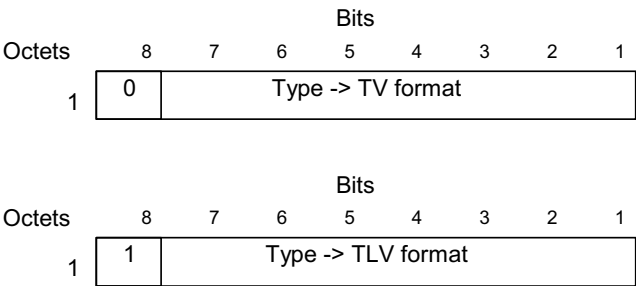 Bits
Octets 8 7 6 5 4 3 2 1
1 0 Type -> TV format
Bits
Octets 8 7 6 5 4 3 2 1
1 1 Type -> TLV format